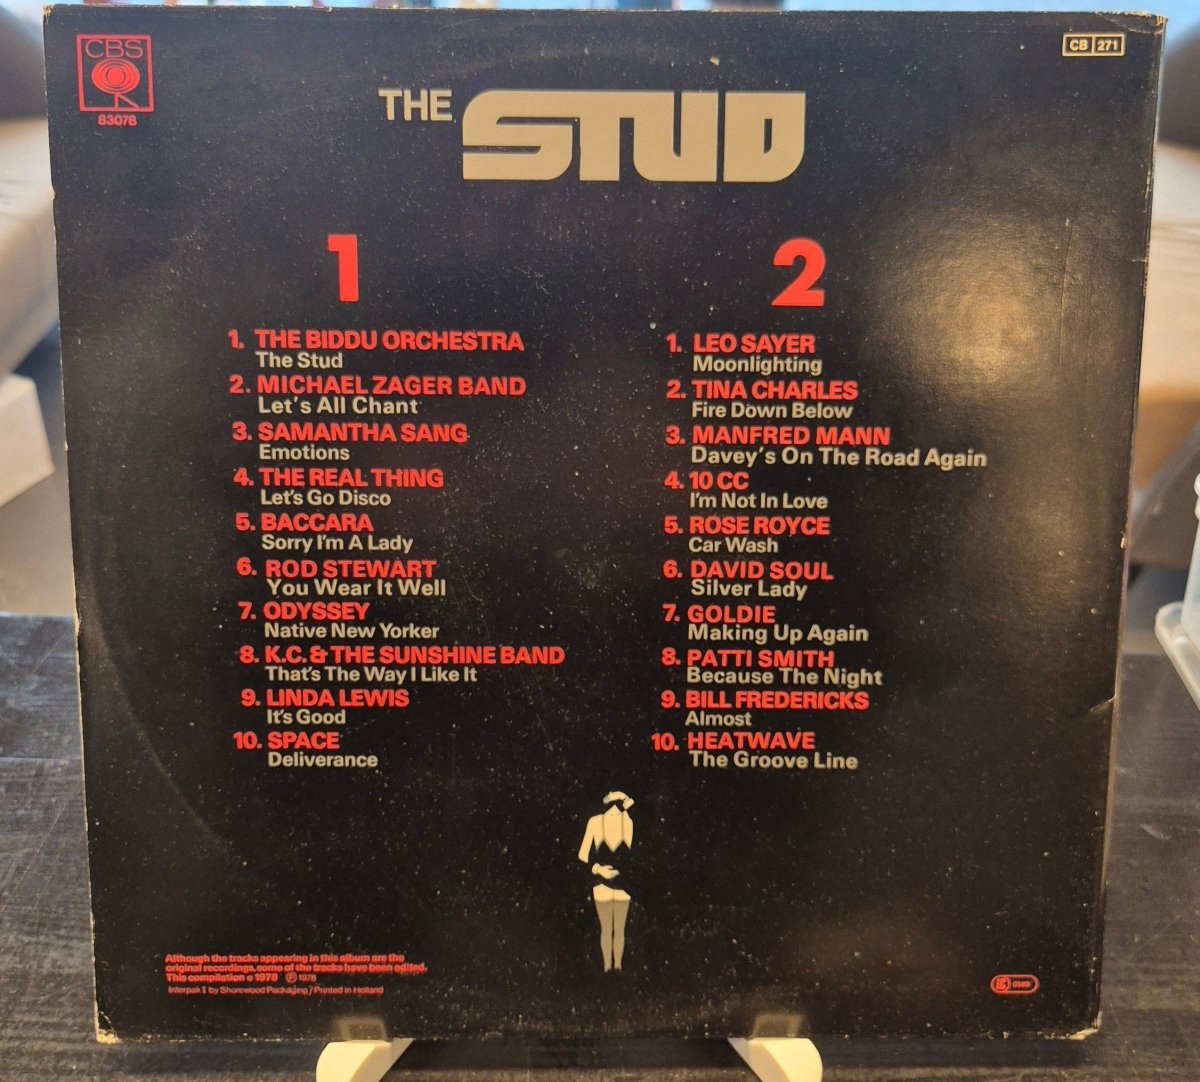 CBS
83078
CB 271
THE STUD
1
1. THE BIDDU ORCHESTRA
The Stud
2. MICHAEL ZAGER BAND
Let's All Chant
3. SAMANTHA SANG
Emotions
4. THE REAL THING
Let's Go Disco
5. BACCARA
Sorry I'm A Lady
6. ROD STEWART
You Wear It Well
7. ODYSSEY
Native New Yorker
8. K.C. & THE SUNSHINE BAND
That's The Way I Like It
9. LINDA LEWIS
It's Good
10. SPACE
Deliverance
2
1. LEO SAYER
Moonlighting
2. TINA CHARLES
Fire Down Below
3. MANFRED MANN
Davey's On The Road Again
4. 10 CC
I'm Not In Love
5. ROSE ROYCE
Car Wash
6. DAVID SOUL
Silver Lady
7. GOLDIE
Making Up Again
8. PATTI SMITH
Because The Night
9. BILL FREDERICKS
Almost
10. HEATWAVE
The Groove Line
Although the tracks appearing in this album are the
original recordings, some of the tracks have been edited.
This compilation © 1978 ℗ 1978
Interpak I by Shorewood Packaging / Printed in Holland